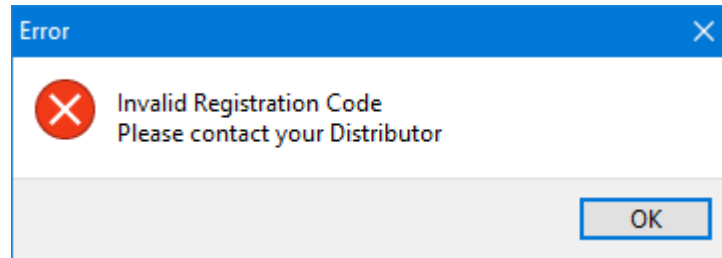 Error
Invalid Registration Code
Please contact your Distributor
OK